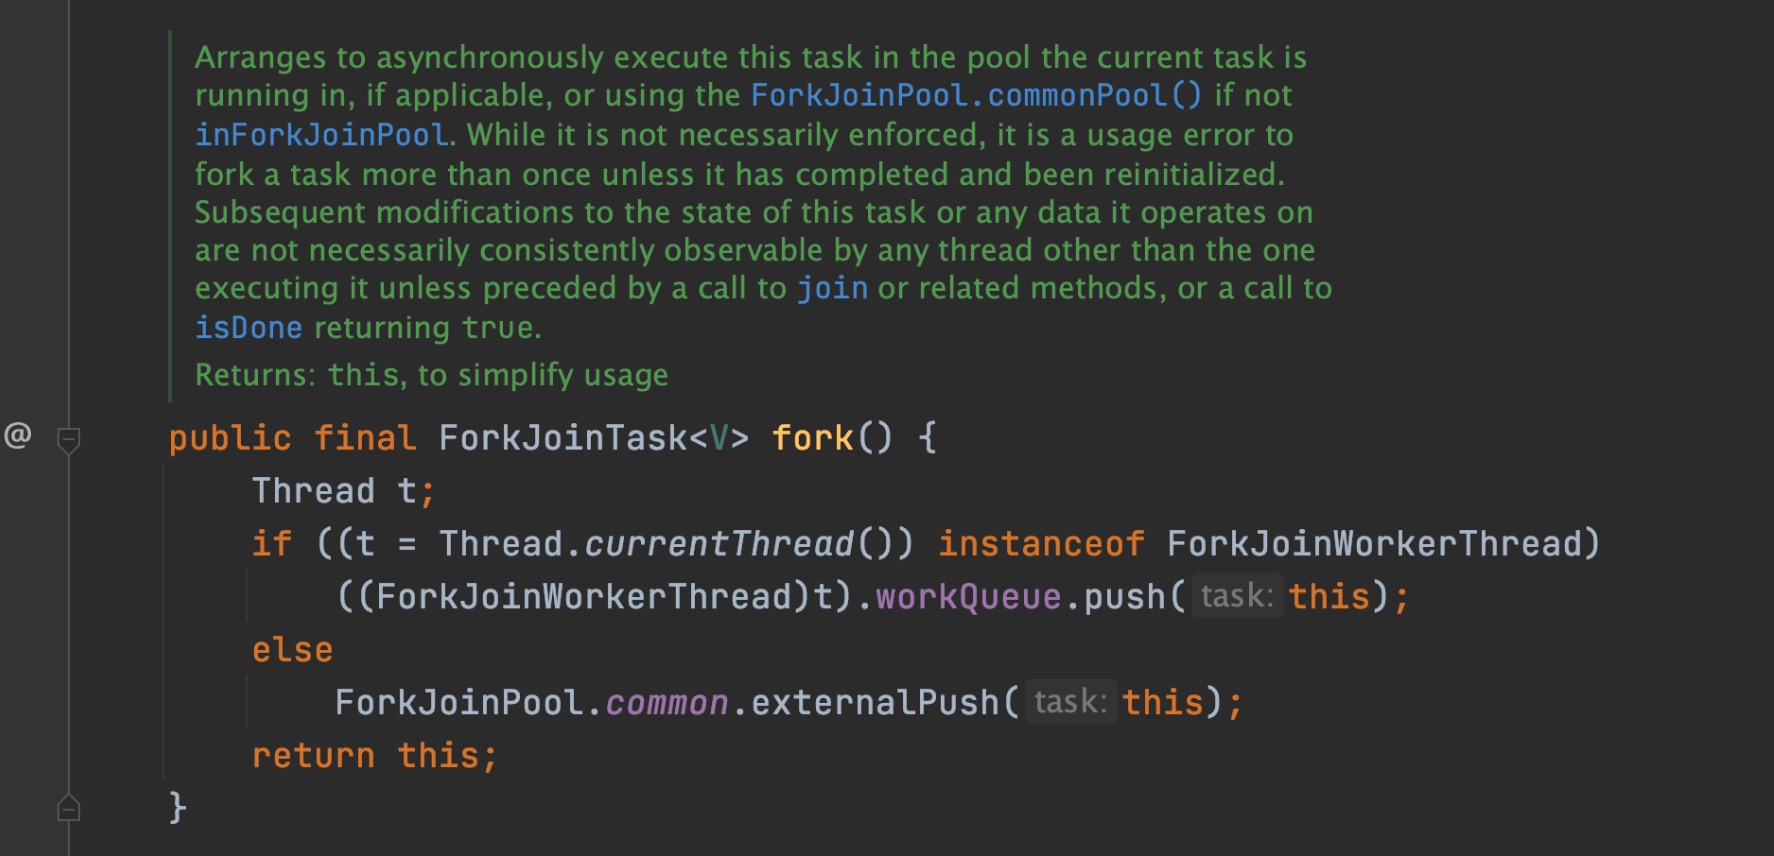 Arranges to asynchronously execute this task in the pool the current task is
running in, if applicable, or using the ForkJoinPool.commonPool() if not
inForkJoinPool. While it is not necessarily enforced, it is a usage error to
fork a task more than once unless it has completed and been reinitialized.
Subsequent modifications to the state of this task or any data it operates on
are not necessarily consistently observable by any thread other than the one
executing it unless preceded by a call to join or related methods, or a call to
isDone returning true.
Returns: this, to simplify usage
@ public final ForkJoinTask<V> fork() {
Thread t;
if ((t = Thread.currentThread()) instanceof ForkJoinWorkerThread)
((ForkJoinWorkerThread)t).workQueue.push( task: this);
else
ForkJoinPool.common.externalPush( task: this);
return this;
}